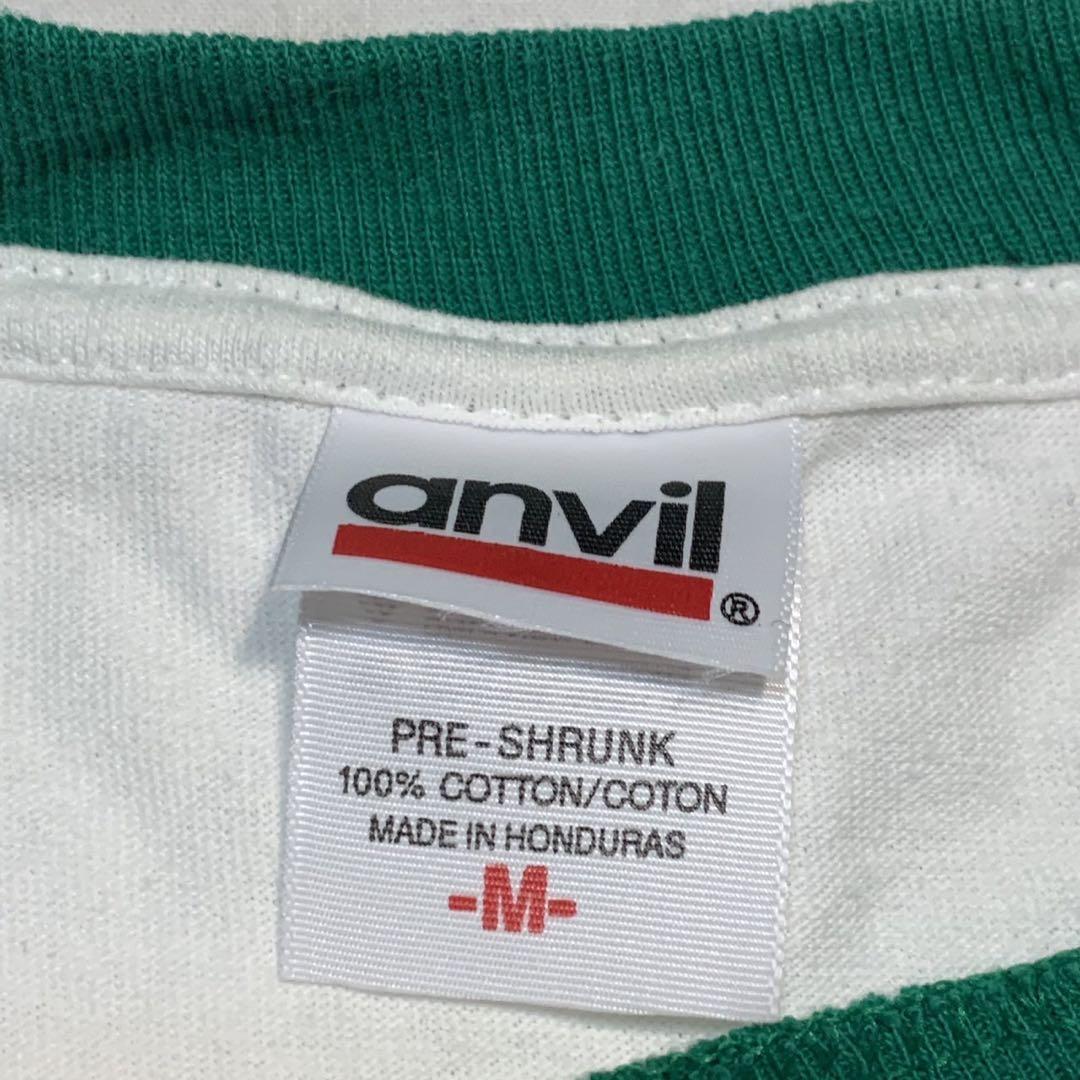 anvil®
PRE-SHRUNK
100% COTTON/COTON
MADE IN HONDURAS
-M-